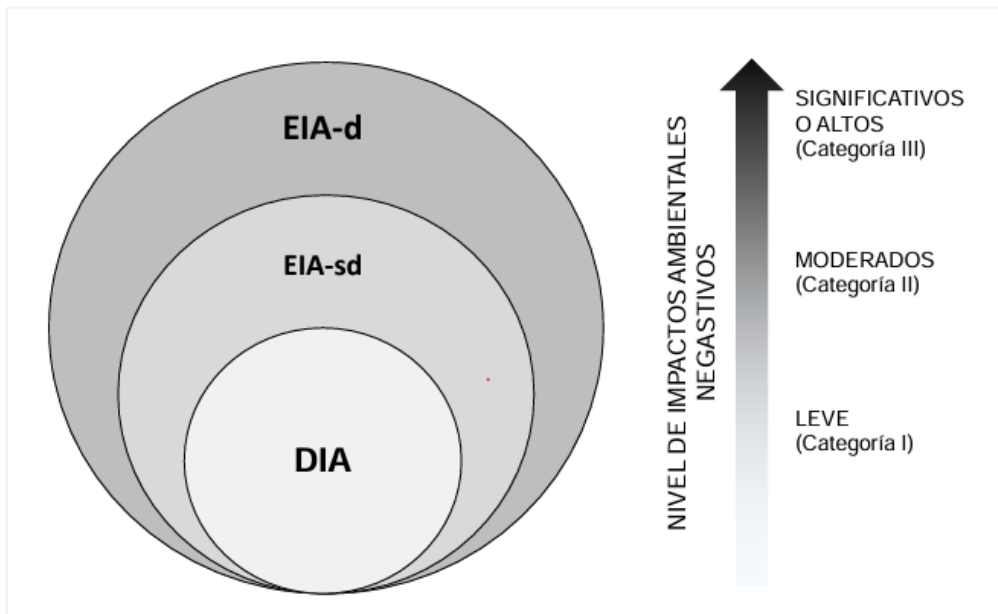 EIA-d
EIA-sd
DIA
NIVEL DE IMPACTOS AMBIENTALES
NEGASTIVOS
SIGNIFICATIVOS
O ALTOS
(Categoría III)
MODERADOS
(Categoría II)
LEVE
(Categoría I)